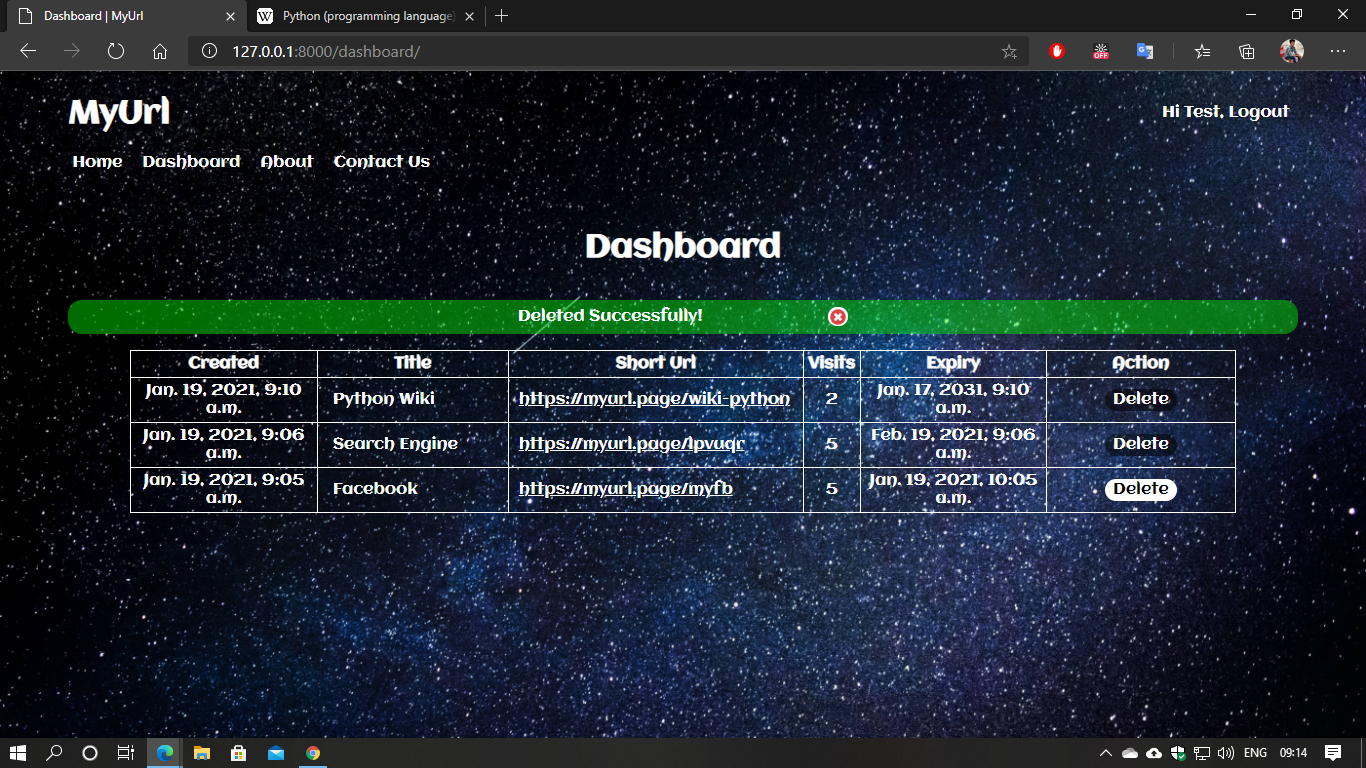 Dashboard | MyUrl
W Python (programming language)
127.0.0.1:8000/dashboard/
OFF
MyUrl
Hi Test, Logout
Home Dashboard About Contact Us
Dashboard
Deleted Successfully!
Created Title Short Url Visits Expiry Action
Jan. 19, 2021, 9:10 a.m. Python Wiki https://myurl.page/wiki-python 2 Jan. 17, 2031, 9:10 a.m. Delete
Jan. 19, 2021, 9:06 a.m. Search Engine https://myurl.page/lpvuqr 5 Feb. 19, 2021, 9:06 a.m. Delete
Jan. 19, 2021, 9:05 a.m. Facebook https://myurl.page/myfb 5 Jan. 19, 2021, 10:05 a.m. Delete
ENG 09:14